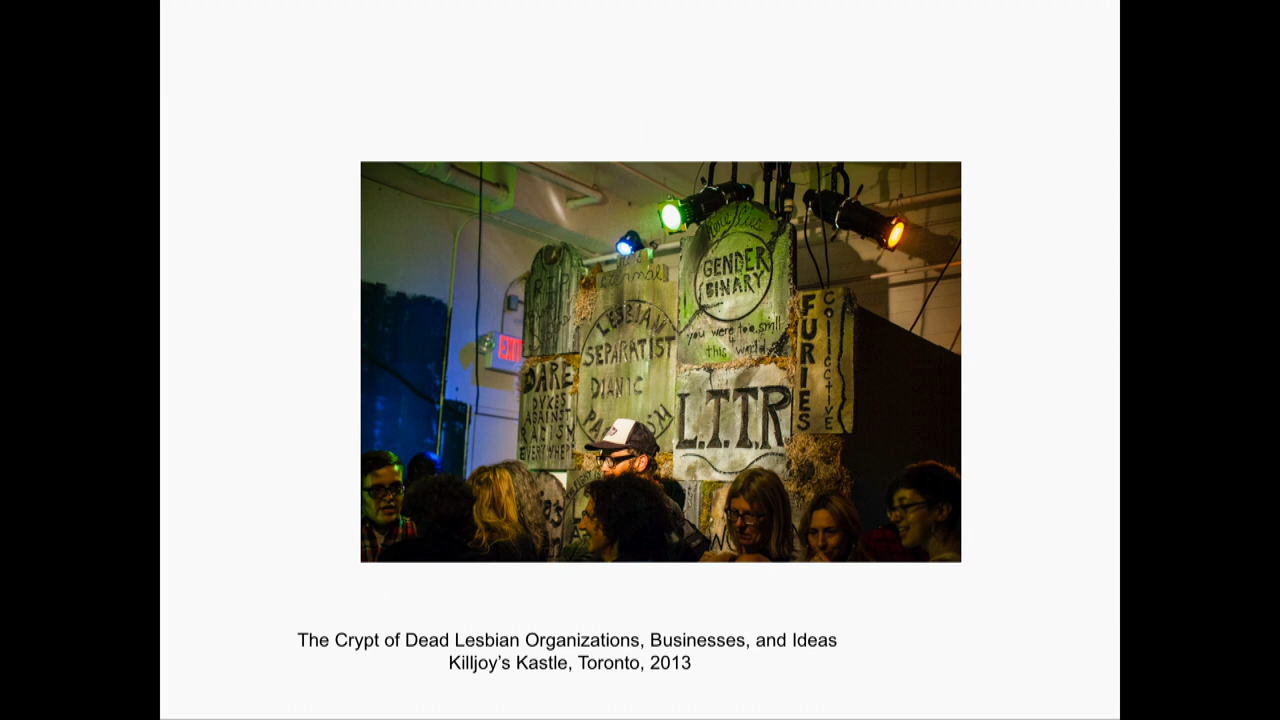 RIP
DARE
DYKES
AGAINST
RACISM
EVERYWHERE
LESBIAN
SEPARATIST
DIANIC
GENDER
BINARY
you were too small
this world
L.T.T.R
FURIES
Collective
EXIT
The Crypt of Dead Lesbian Organizations, Businesses, and Ideas
Killjoy’s Kastle, Toronto, 2013